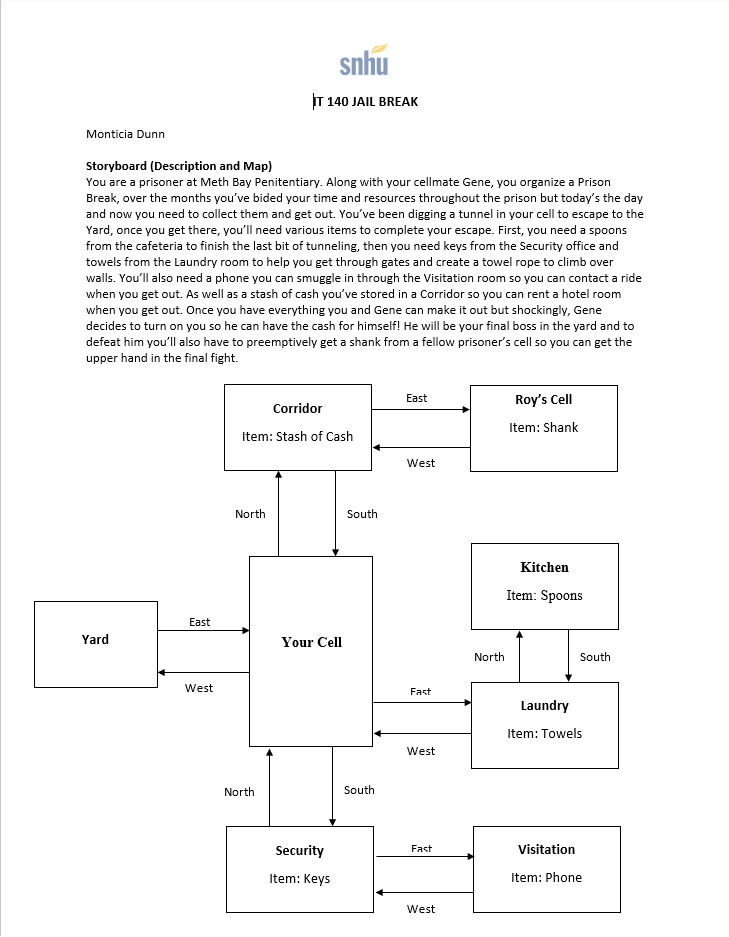 snhu
IT 140 JAIL BREAK
Monticia Dunn
Storyboard (Description and Map)
You are a prisoner at Meth Bay Penitentiary. Along with your cellmate Gene, you organize a Prison
Break, over the months you’ve bided your time and resources throughout the prison but today’s the day
and now you need to collect them and get out. You’ve been digging a tunnel in your cell to escape to the
Yard, once you get there, you’ll need various items to complete your escape. First, you need a spoons
from the cafeteria to finish the last bit of tunneling, then you need keys from the Security office and
towels from the Laundry room to help you get through gates and create a towel rope to climb over
walls. You’ll also need a phone you can smuggle in through the Visitation room so you can contact a ride
when you get out. As well as a stash of cash you’ve stored in a Corridor so you can rent a hotel room
when you get out. Once you have everything you and Gene can make it out but shockingly, Gene
decides to turn on you so he can have the cash for himself! He will be your final boss in the yard and to
defeat him you’ll also have to preemptively get a shank from a fellow prisoner’s cell so you can get the
upper hand in the final fight.
Corridor
Item: Stash of Cash
East
West
Roy’s Cell
Item: Shank
North
South
Kitchen
Item: Spoons
Yard
East
West
Your Cell
North
South
East
West
Laundry
Item: Towels
North
South
Security
Item: Keys
East
West
Visitation
Item: Phone